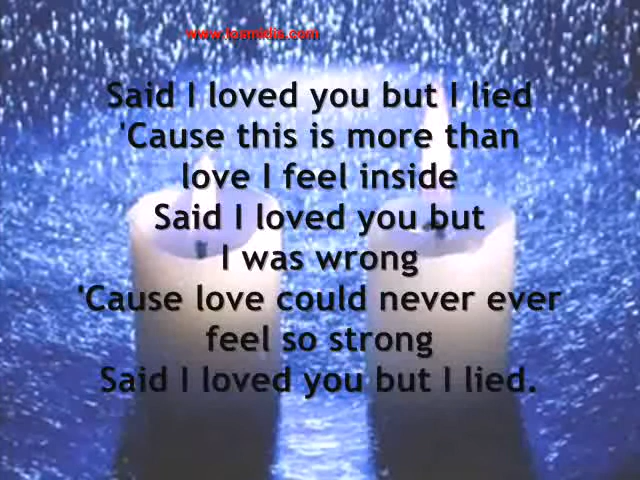 www.losmidis.com
Said I loved you but I lied
'Cause this is more than
love I feel inside
Said I loved you but
I was wrong
'Cause love could never ever
feel so strong
Said I loved you but I lied.